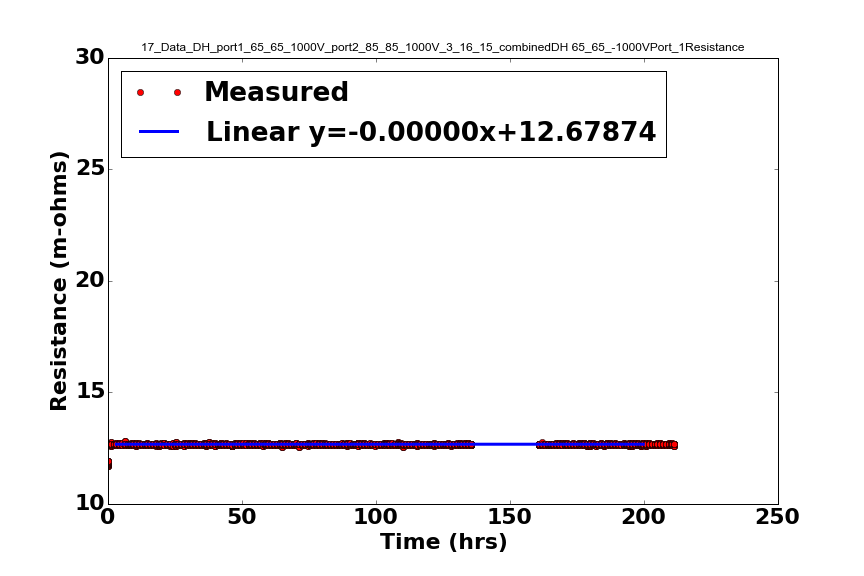 17_Data_DH_port1_65_65_1000V_port2_85_85_1000V_3_16_15_combinedDH 65_65_-1000VPort_1Resistance
30
Measured
Linear y=-0.00000x+12.67874
25
20
15
10
Resistance (m-ohms)
0 50 100 150 200 250
Time (hrs)